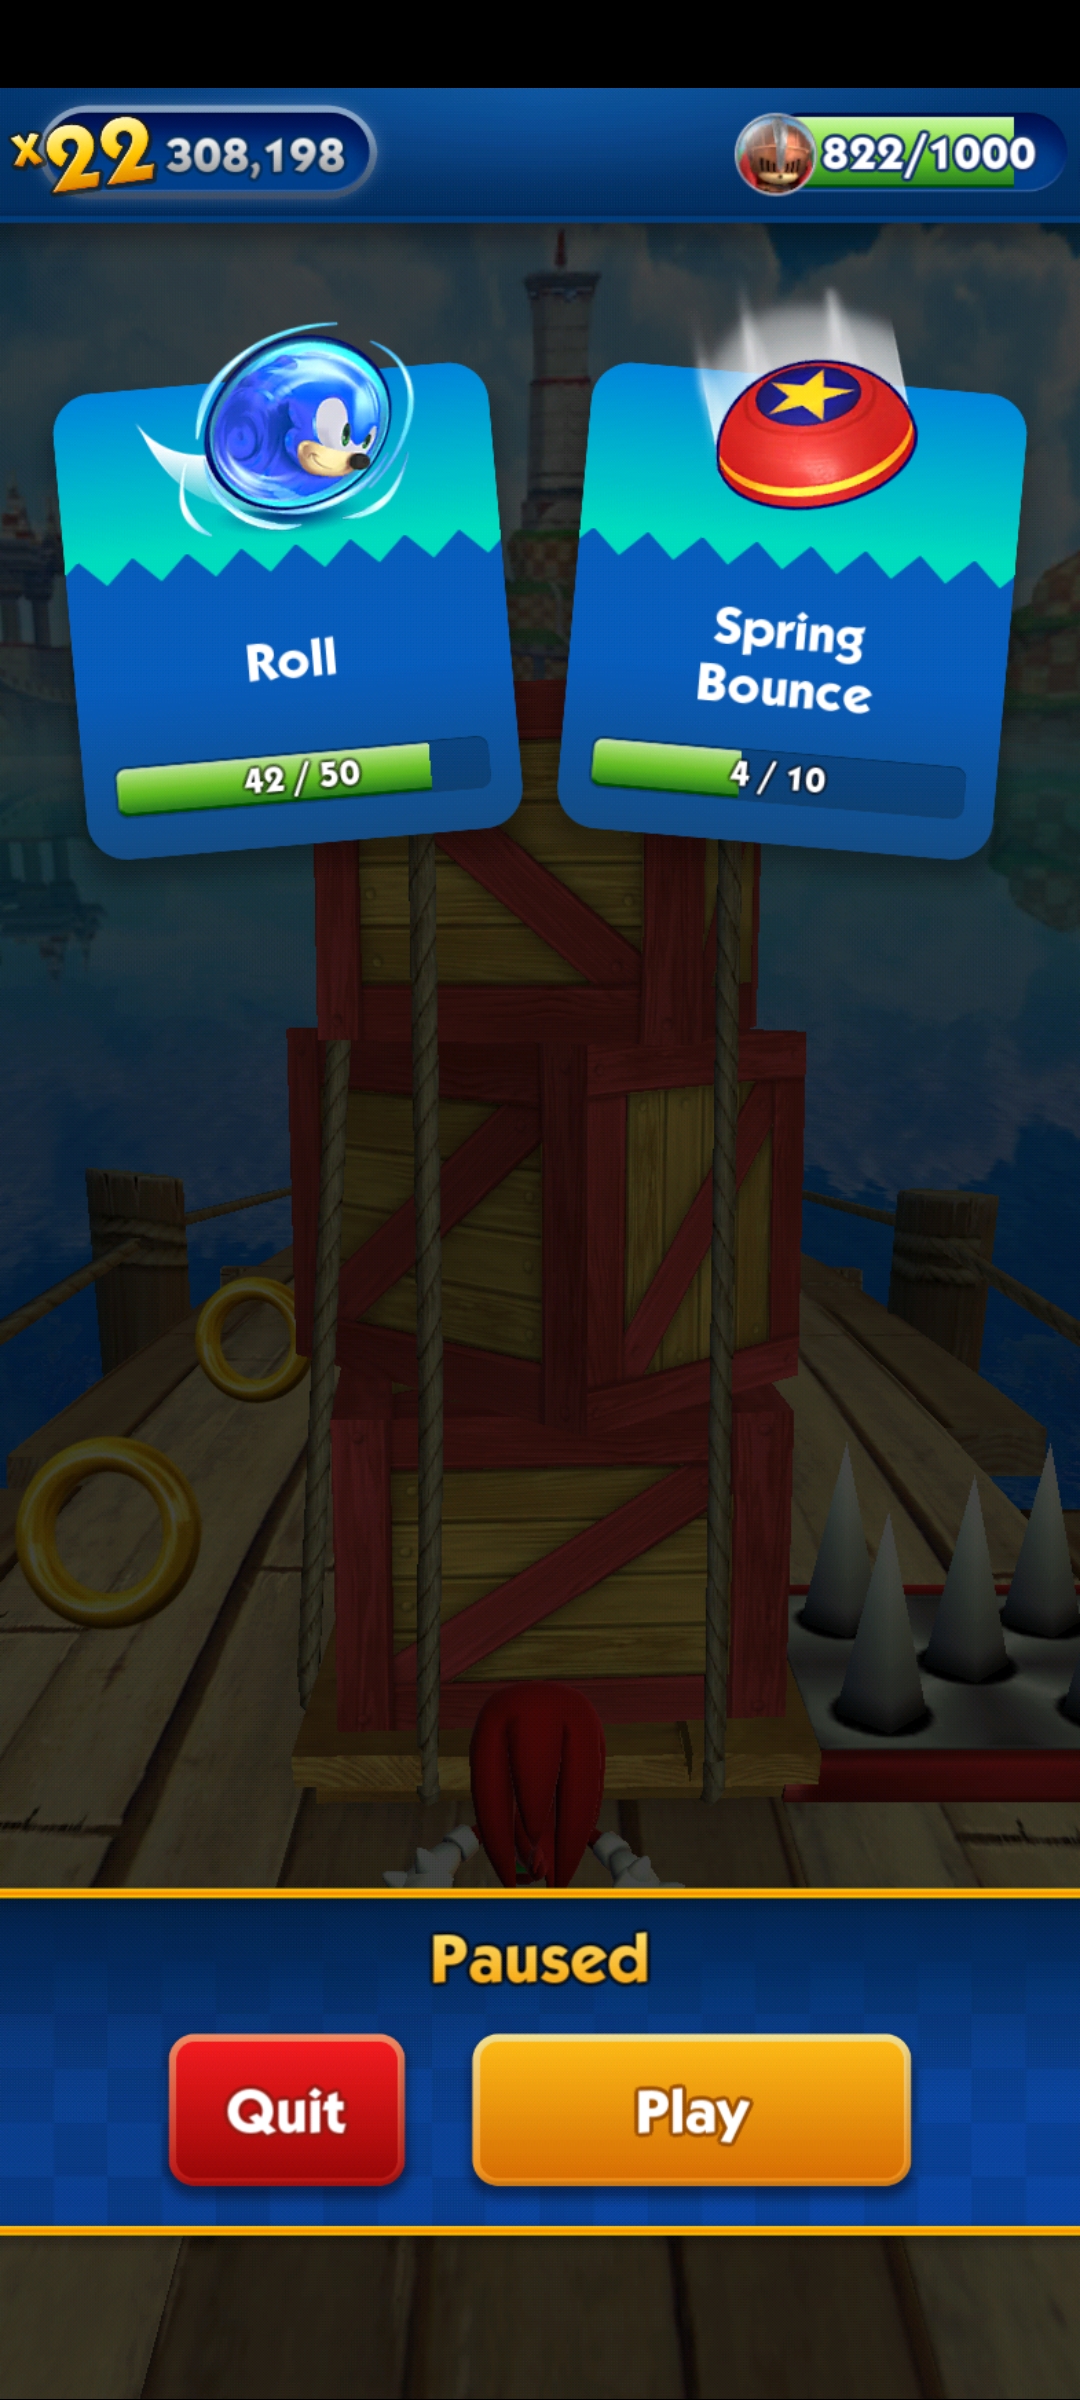 x22 308,198
822/1000
Roll
42 / 50
Spring
Bounce
4 / 10
Paused
Quit
Play